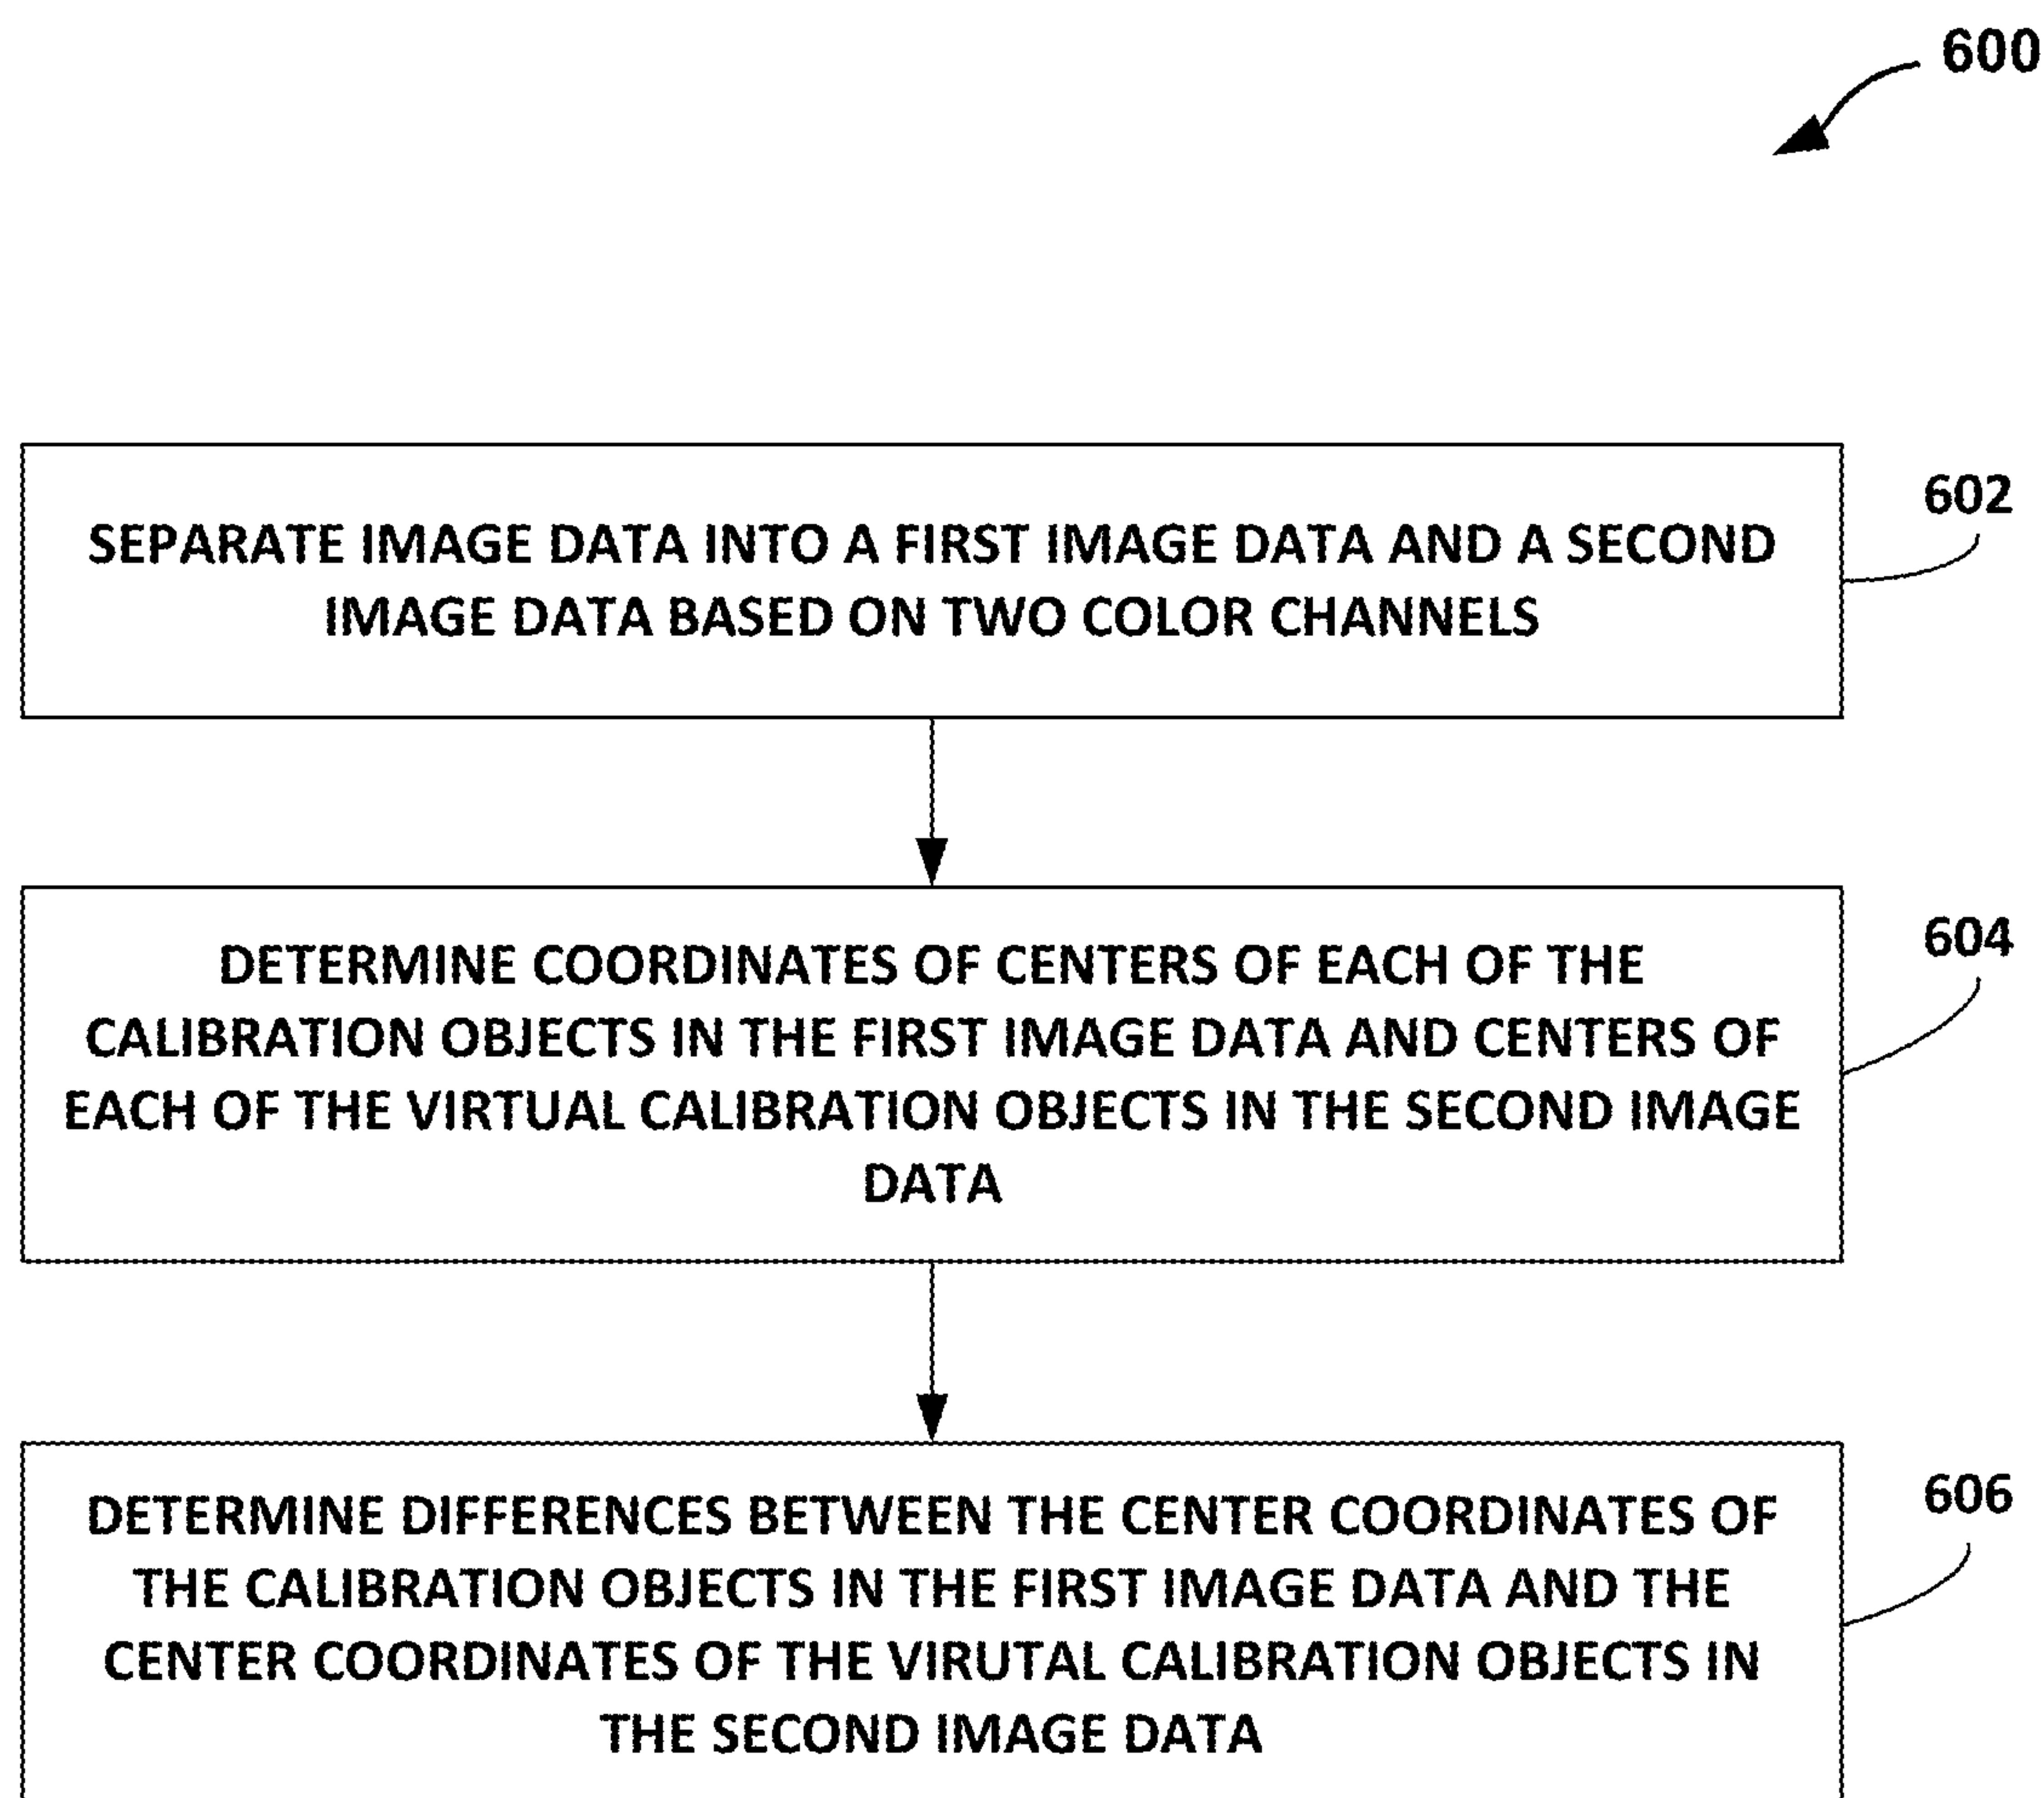 600
SEPARATE IMAGE DATA INTO A FIRST IMAGE DATA AND A SECOND
IMAGE DATA BASED ON TWO COLOR CHANNELS
602
DETERMINE COORDINATES OF CENTERS OF EACH OF THE
CALIBRATION OBJECTS IN THE FIRST IMAGE DATA AND CENTERS OF
EACH OF THE VIRTUAL CALIBRATION OBJECTS IN THE SECOND IMAGE
DATA
604
DETERMINE DIFFERENCES BETWEEN THE CENTER COORDINATES OF
THE CALIBRATION OBJECTS IN THE FIRST IMAGE DATA AND THE
CENTER COORDINATES OF THE VIRUTAL CALIBRATION OBJECTS IN
THE SECOND IMAGE DATA
606